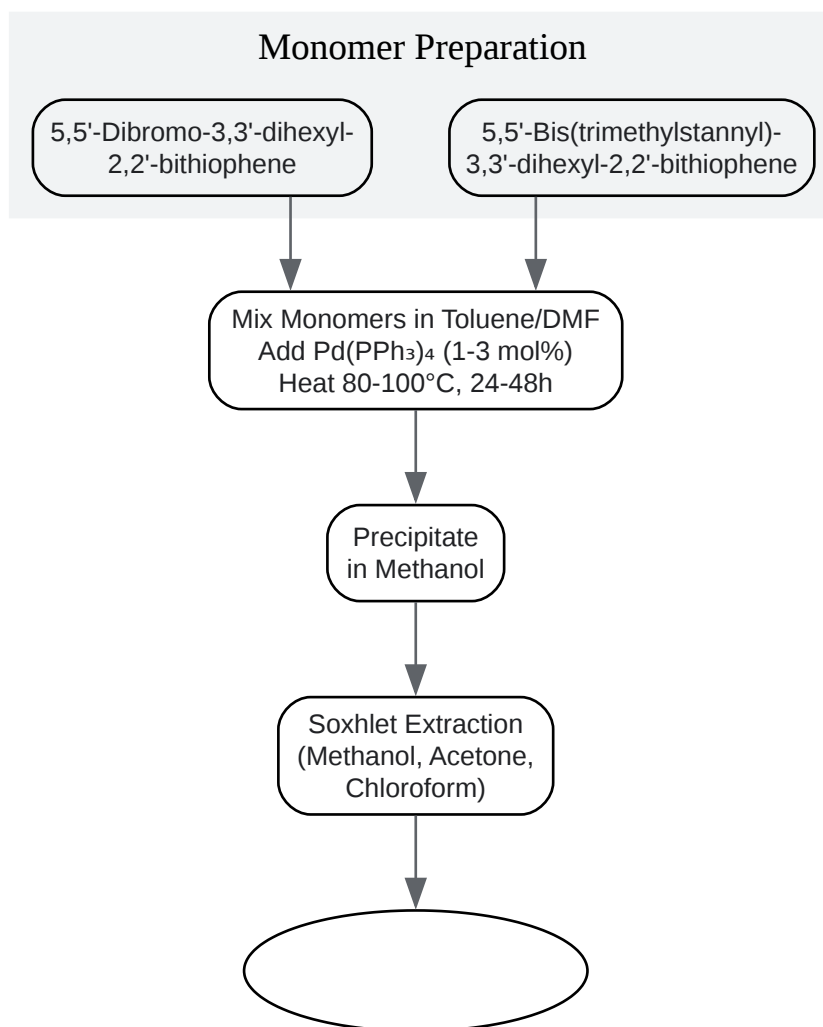 Monomer Preparation
5,5'-Dibromo-3,3'-dihexyl-
2,2'-bithiophene
5,5'-Bis(trimethylstannyl)-
3,3'-dihexyl-2,2'-bithiophene
Mix Monomers in Toluene/DMF
Add Pd(PPh₃)₄ (1-3 mol%)
Heat 80-100°C, 24-48h
Precipitate
in Methanol
Soxhlet Extraction
(Methanol, Acetone,
Chloroform)